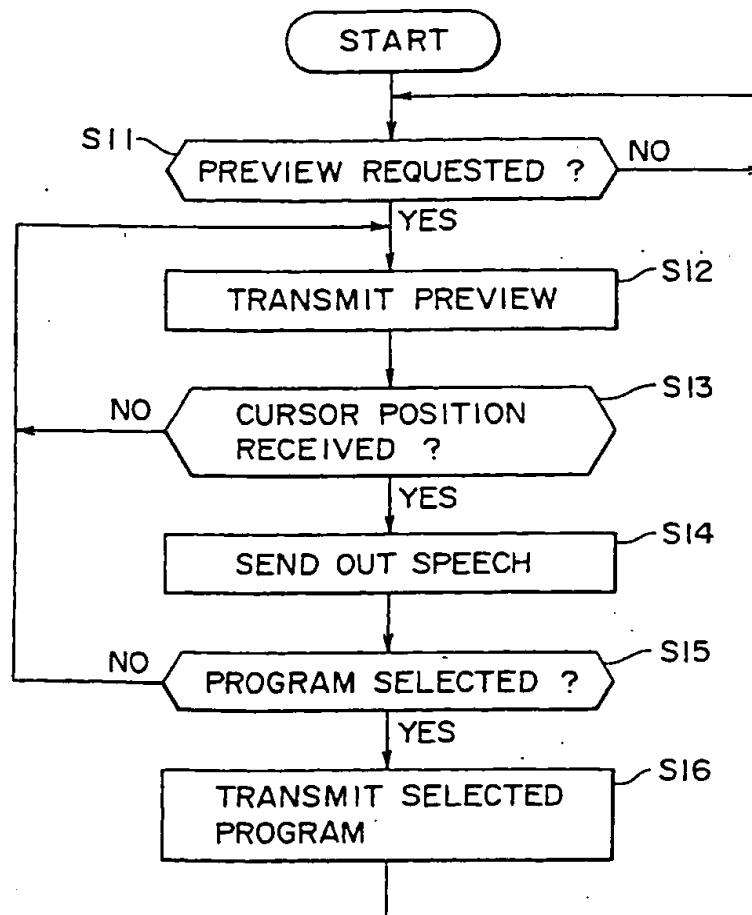 START
S11
PREVIEW REQUESTED ?
NO
YES
S12
TRANSMIT PREVIEW
S13
NO
CURSOR POSITION
RECEIVED ?
YES
S14
SEND OUT SPEECH
S15
NO
PROGRAM SELECTED ?
YES
S16
TRANSMIT SELECTED
PROGRAM